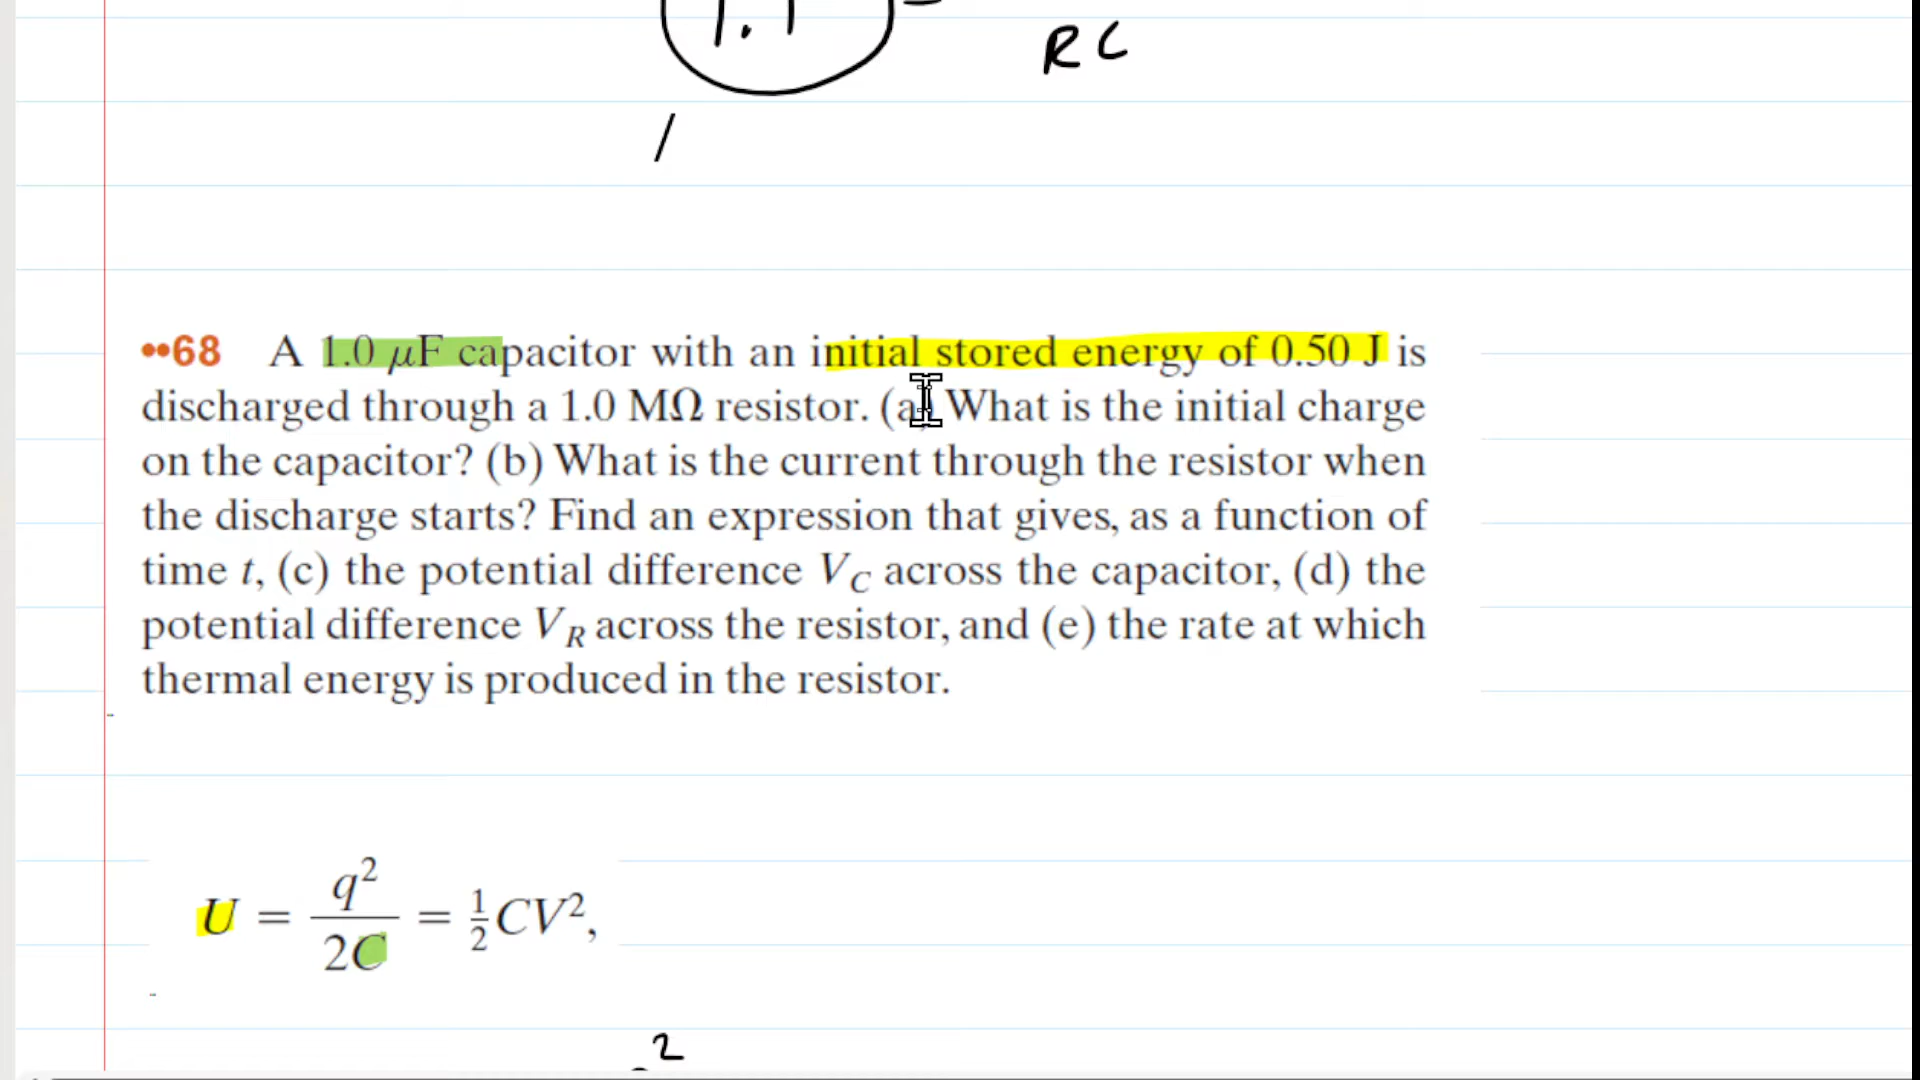 1.1 =
RC
••68 A 1.0 μF capacitor with an initial stored energy of 0.50 J is
discharged through a 1.0 MΩ resistor. (a) What is the initial charge
on the capacitor? (b) What is the current through the resistor when
the discharge starts? Find an expression that gives, as a function of
time t, (c) the potential difference V_C across the capacitor, (d) the
potential difference V_R across the resistor, and (e) the rate at which
thermal energy is produced in the resistor.
U = q²/2C = ½CV²,
2